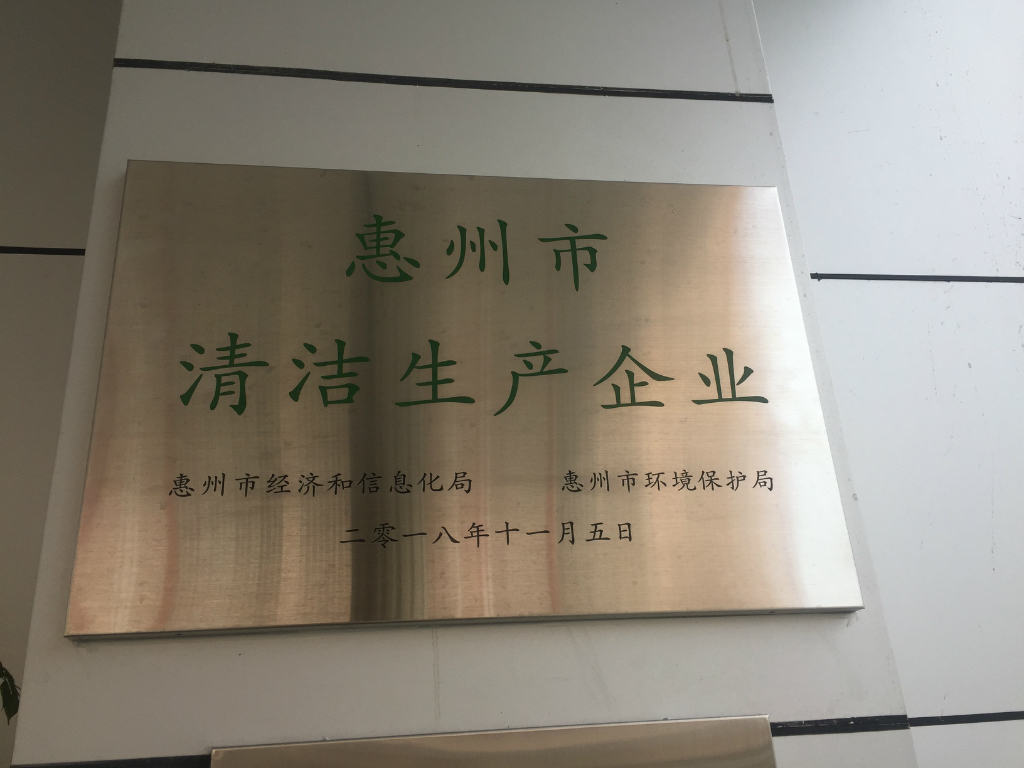 惠州市
清洁生产企业
惠州市经济和信息化局 惠州市环境保护局
二零一八年十一月五日